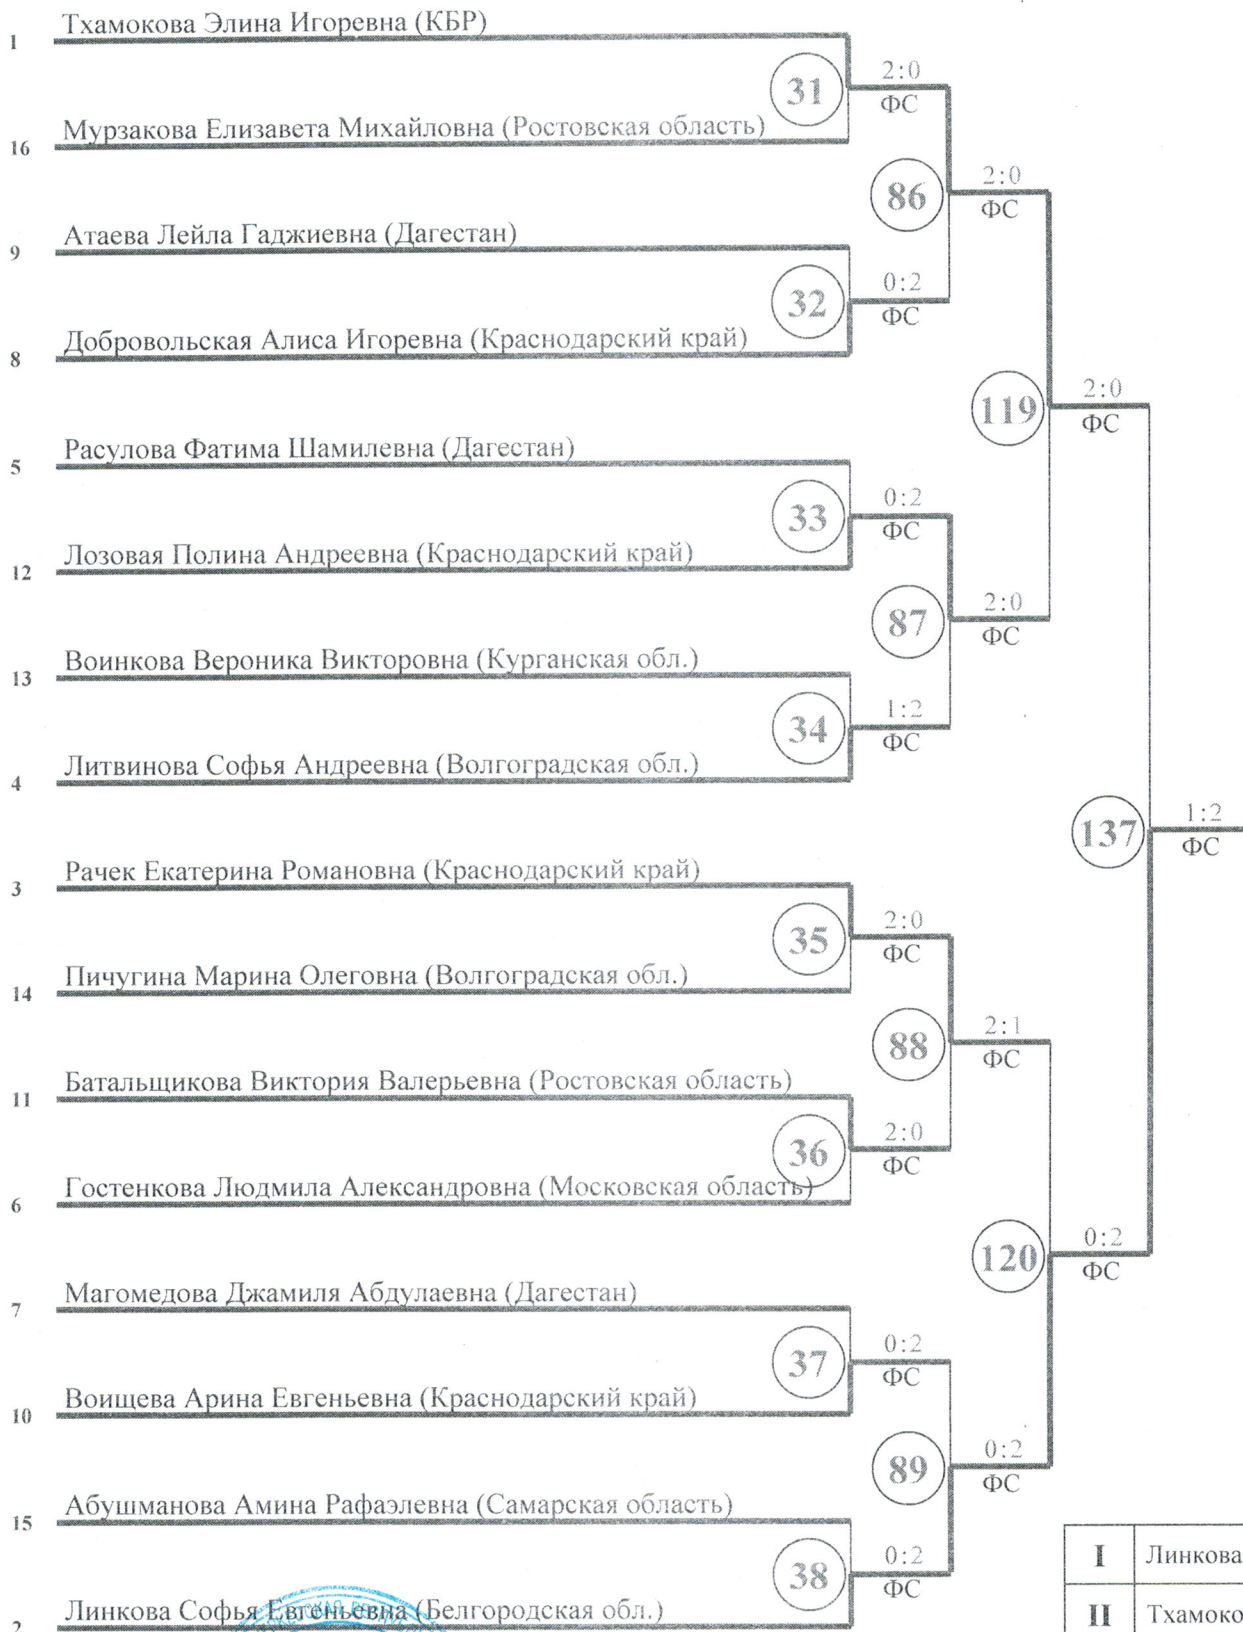 1 Тхамокова Элина Игоревна (КБР)
31 2:0
ФС
16 Мурзакова Елизавета Михайловна (Ростовская область)
86 2:0
ФС
9 Атаева Лейла Гаджиевна (Дагестан)
32 0:2
ФС
8 Добровольская Алиса Игоревна (Краснодарский край)
119 2:0
ФС
5 Расулова Фатима Шамилевна (Дагестан)
33 0:2
ФС
12 Лозовая Полина Андреевна (Краснодарский край)
87 2:0
ФС
13 Воинкова Вероника Викторовна (Курганская обл.)
34 1:2
ФС
4 Литвинова Софья Андреевна (Волгоградская обл.)
137 1:2
ФС
3 Рачек Екатерина Романовна (Краснодарский край)
35 2:0
ФС
14 Пичугина Марина Олеговна (Волгоградская обл.)
88 2:1
ФС
11 Батальщикова Виктория Валерьевна (Ростовская область)
36 2:0
ФС
6 Гостенкова Людмила Александровна (Московская область)
120 0:2
ФС
7 Магомедова Джамиля Абдулаевна (Дагестан)
37 0:2
ФС
10 Воищева Арина Евгеньевна (Краснодарский край)
89 0:2
ФС
15 Абушманова Амина Рафаэлевна (Самарская область)
38 0:2
ФС
2 Линкова Софья Евгеньевна (Белгородская обл.)
I Линкова
II Тхамоко